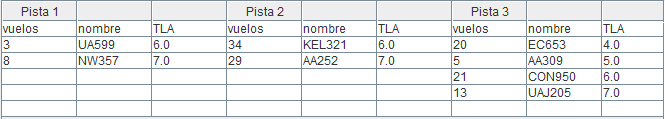 Pista 1 Pista 2 Pista 3
vuelos nombre TLA vuelos nombre TLA vuelos nombre TLA
3 UA599 6.0 34 KEL321 6.0 20 EC653 4.0
8 NW357 7.0 29 AA252 7.0 5 AA309 5.0
21 CON950 6.0
13 UAJ205 7.0